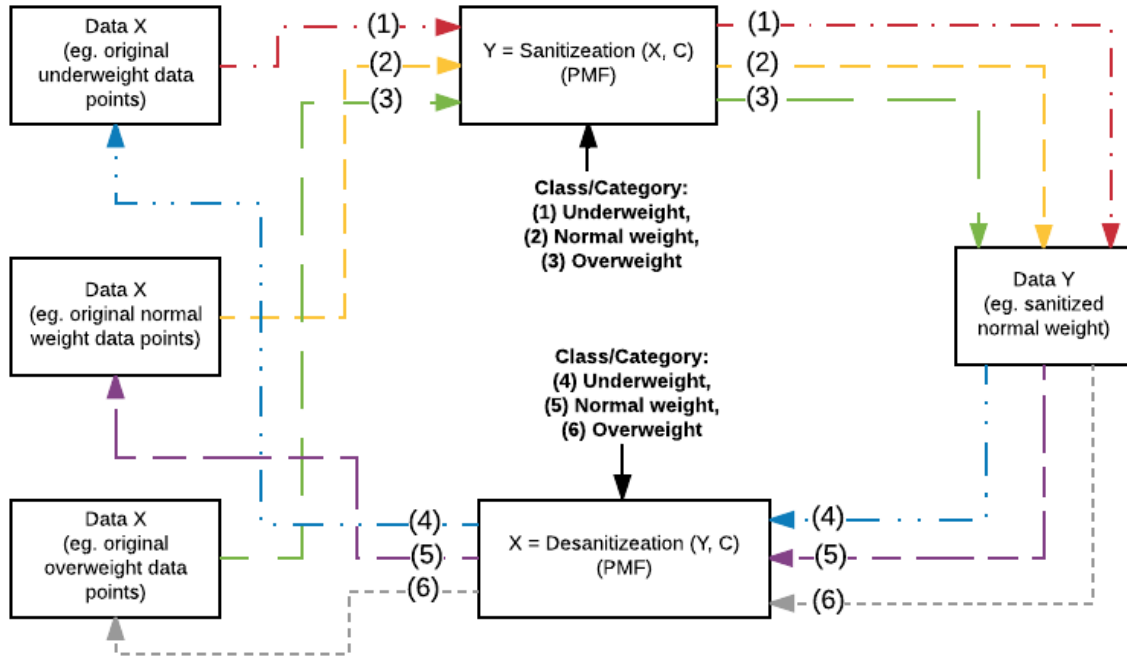 Data X
(eg. original
underweight data
points)
(1)
(2)
(3)
Y = Sanitizeation (X, C)
(PMF)
(1)
(2)
(3)
Class/Category:
(1) Underweight,
(2) Normal weight,
(3) Overweight
Data X
(eg. original normal
weight data points)
Data Y
(eg. sanitized
normal weight)
Class/Category:
(4) Underweight,
(5) Normal weight,
(6) Overweight
Data X
(eg. original
overweight data
points)
(4)
(5)
(6)
X = Desanitizeation (Y, C)
(PMF)
(4)
(5)
(6)